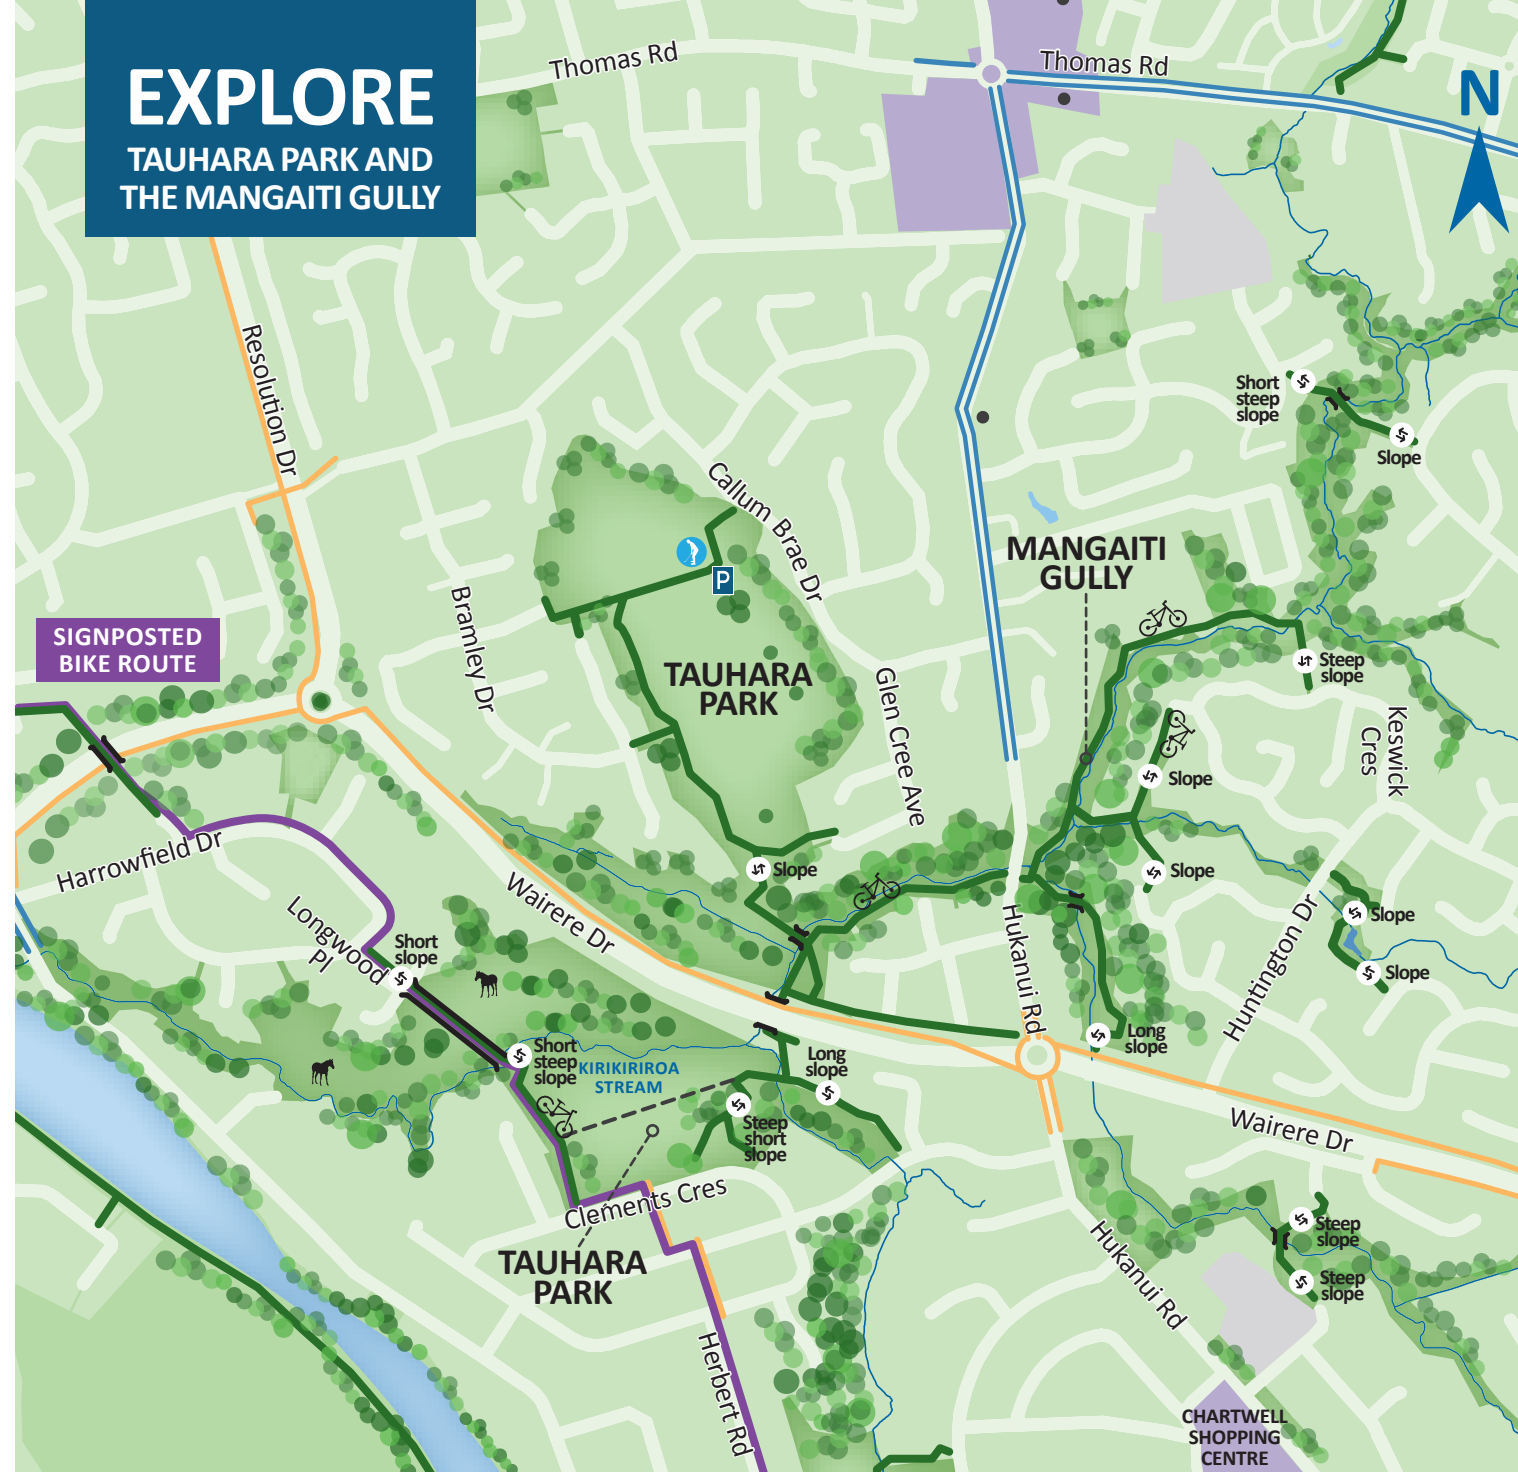 EXPLORE
TAUHARA PARK AND
THE MANGAITI GULLY
Thomas Rd
Thomas Rd
N
Resolution Dr
Short
steep
slope
Slope
Callum Brae Dr
MANGAITI
GULLY
P
Bramley Dr
SIGNPOSTED
BIKE ROUTE
TAUHARA
PARK
Glen Cree Ave
Steep
slope
Keswick
Cres
Slope
Harrowfield Dr
Slope
Slope
Wairere Dr
Longwood
Pl
Short
slope
Hukanui Rd
Huntington Dr
Slope
Slope
Short
steep
slope
KIRIKIRIROA
STREAM
Long
slope
Long
slope
Steep
short
slope
Wairere Dr
Clements Cres
TAUHARA
PARK
Hukanui Rd
Steep
slope
Steep
slope
Herbert Rd
CHARTWELL
SHOPPING
CENTRE